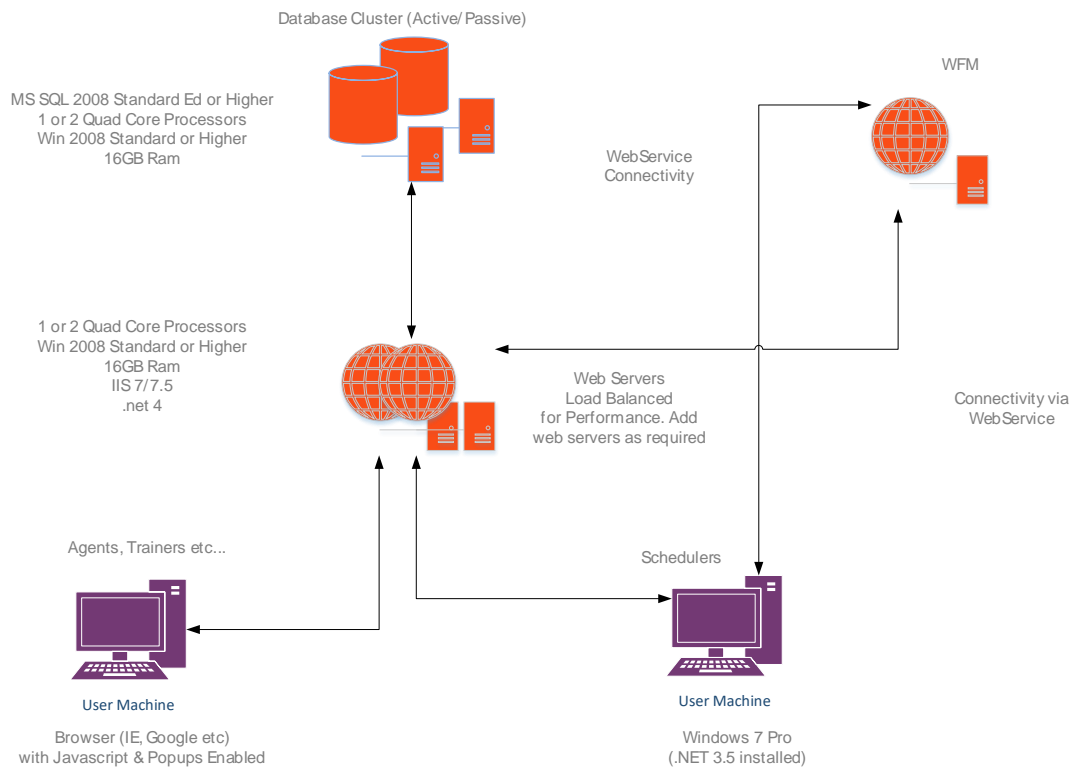 Database Cluster (Active/Passive)
MS SQL 2008 Standard Ed or Higher
1 or 2 Quad Core Processors
Win 2008 Standard or Higher
16GB Ram
WFM
WebService
Connectivity
1 or 2 Quad Core Processors
Win 2008 Standard or Higher
16GB Ram
IIS 7/7.5
.net 4
Web Servers
Load Balanced
for Performance. Add
web servers as required
Connectivity via
WebService
Agents, Trainers etc...
Schedulers
User Machine
Browser (IE, Google etc)
with Javascript & Popups Enabled
User Machine
Windows 7 Pro
(.NET 3.5 installed)